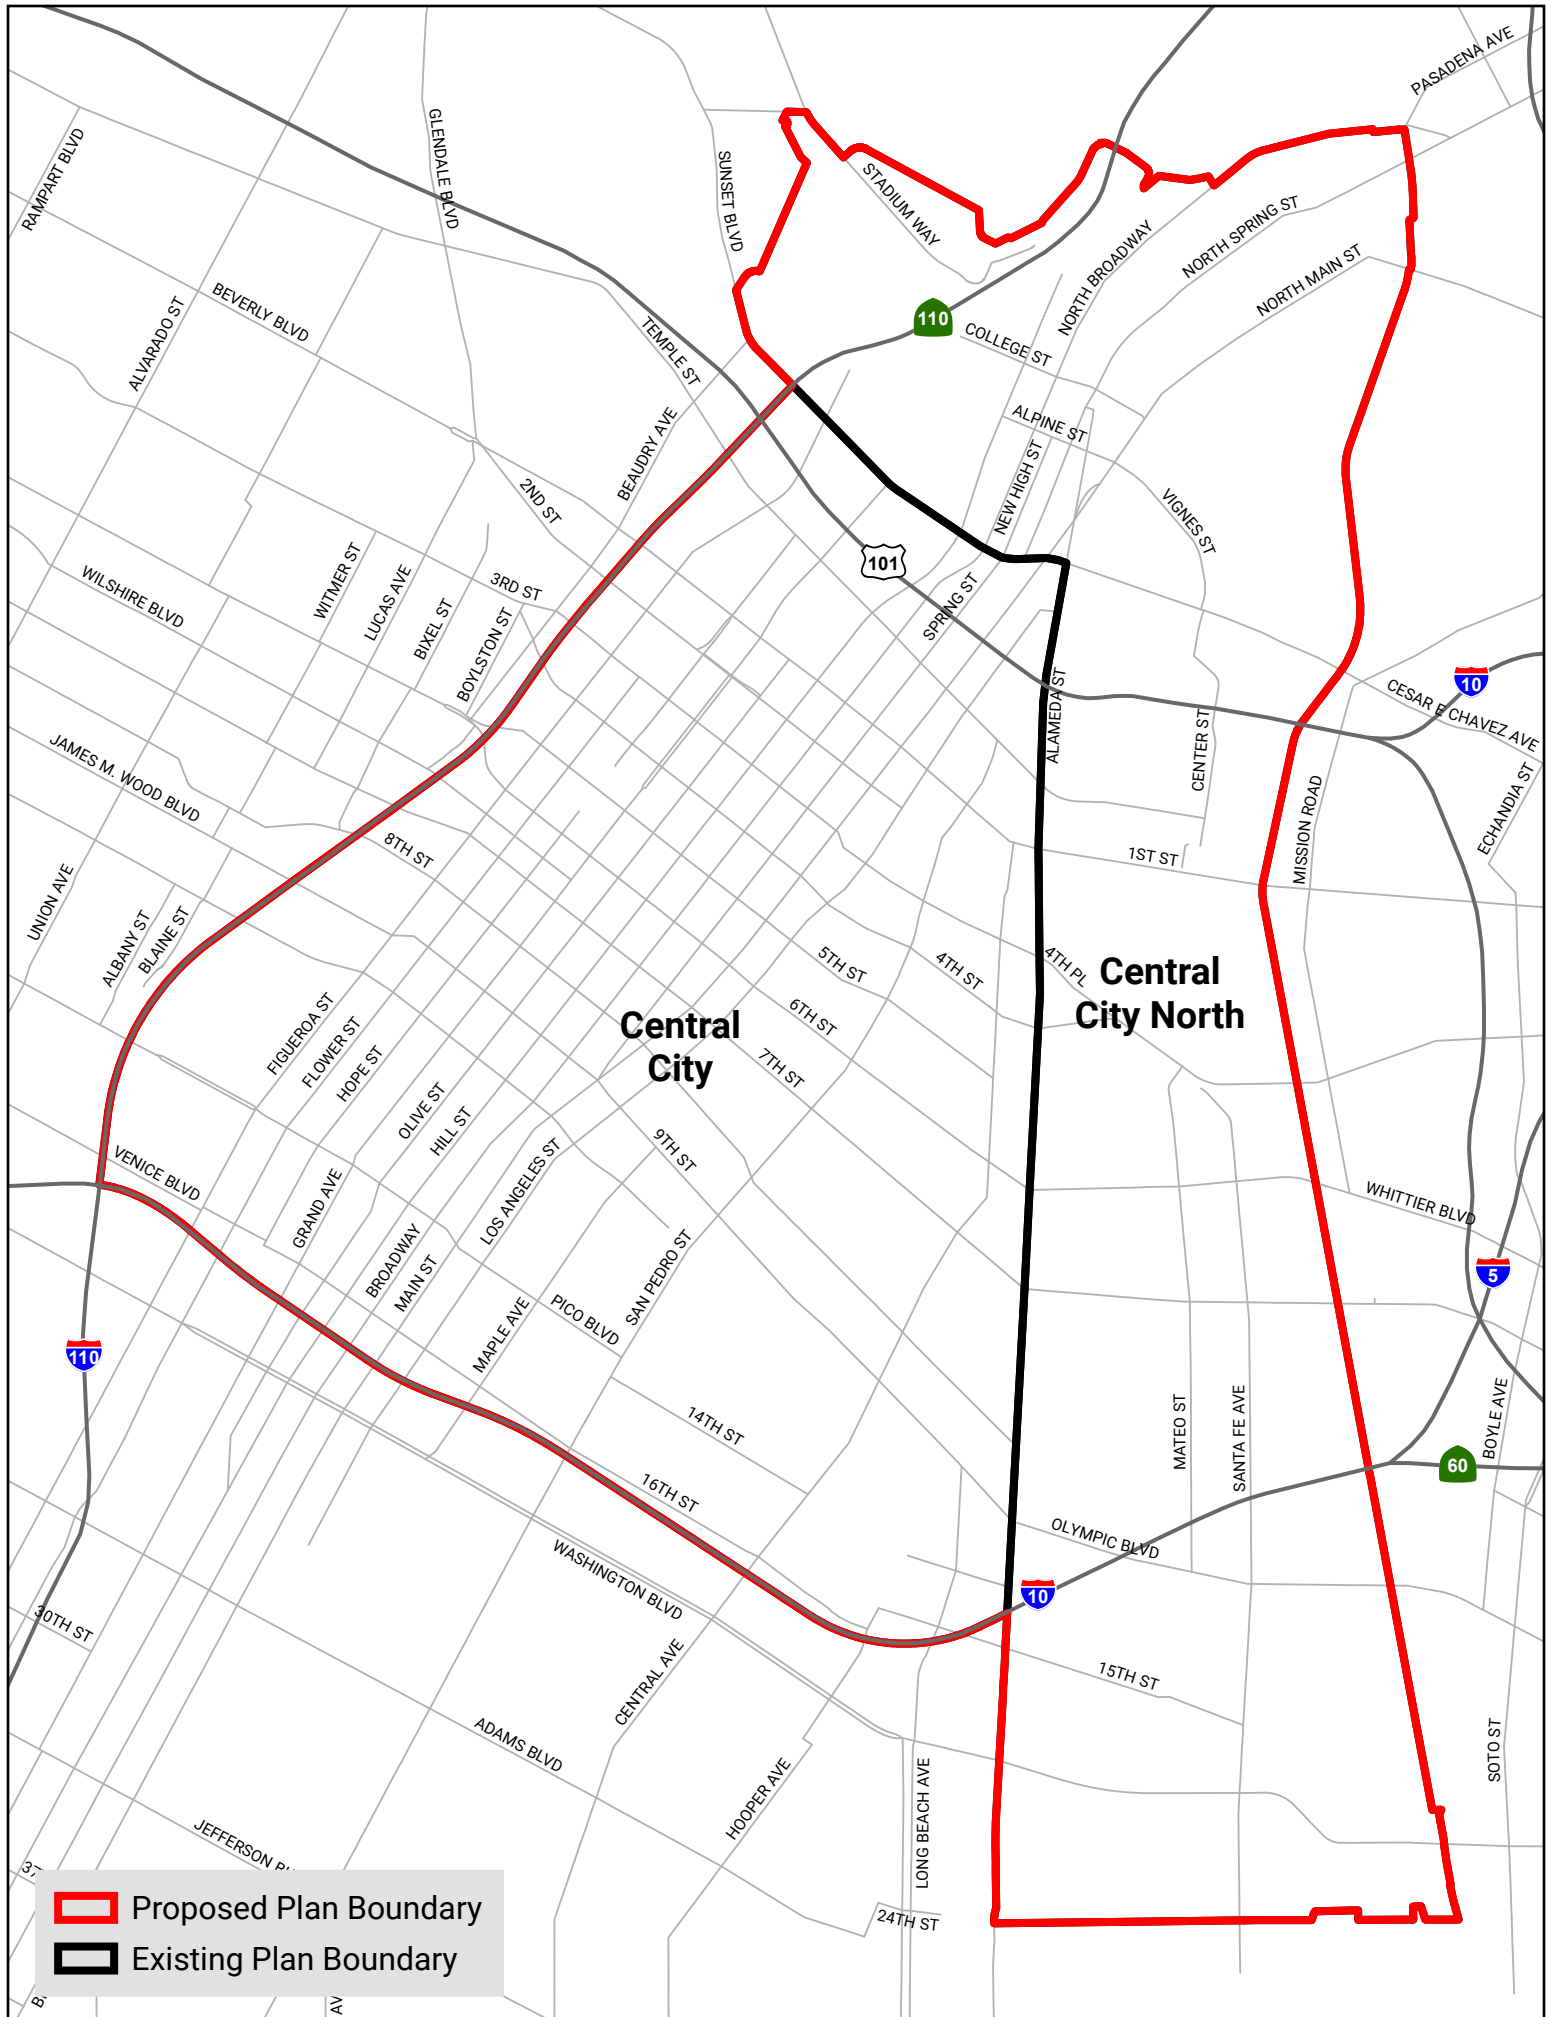 PASADENA AVE
GLENDALE BLVD
RAMPART BLVD
SUNSET BLVD
STADIUM WAY
NORTH BROADWAY
NORTH SPRING ST
NORTH MAIN ST
BEVERLY BLVD
ALVARADO ST
TEMPLE ST
110
COLLEGE ST
ALPINE ST
BEAUDRY AVE
NEW HIGH ST
2ND ST
VIGNES ST
101
WILSHIRE BLVD
WITMER ST
LUCAS AVE
BIXEL ST
3RD ST
BOYLSTON ST
SPRING ST
ALAMEDA ST
CENTER ST
10
CESAR E CHAVEZ AVE
ECHANDIA ST
MISSION ROAD
JAMES M. WOOD BLVD
8TH ST
1ST ST
UNION AVE
ALBANY ST
BLAINE ST
5TH ST
4TH ST
4TH PL
Central
City North
6TH ST
Central
City
7TH ST
FIGUEROA ST
FLOWER ST
HOPE ST
OLIVE ST
HILL ST
9TH ST
VENICE BLVD
GRAND AVE
LOS ANGELES ST
BROADWAY
MAIN ST
SAN PEDRO ST
WHITTIER BLVD
5
110
PICO BLVD
MAPLE AVE
MATEO ST
SANTA FE AVE
BOYLE AVE
14TH ST
60
16TH ST
OLYMPIC BLVD
10
WASHINGTON BLVD
30TH ST
CENTRAL AVE
15TH ST
ADAMS BLVD
SOTO ST
HOOPER AVE
LONG BEACH AVE
JEFFERSON
24TH ST
37
Proposed Plan Boundary
Existing Plan Boundary
B
AV